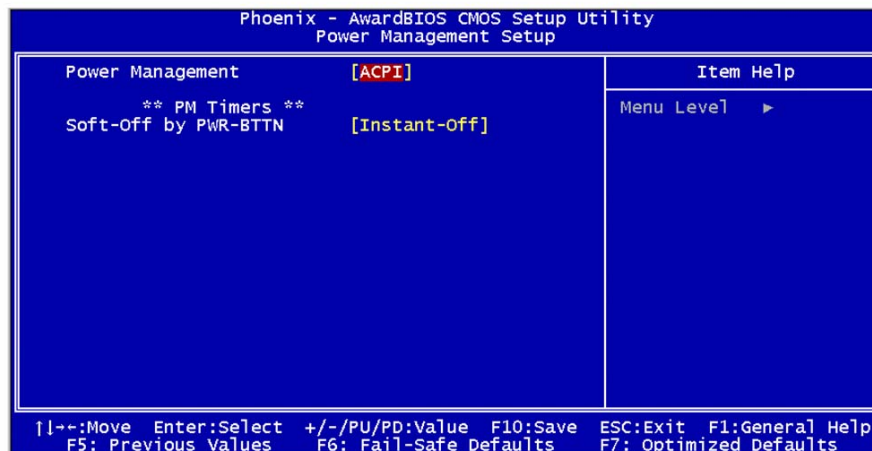 Phoenix - AwardBIOS CMOS Setup Utility
Power Management Setup
Power Management [ACPI]
** PM Timers **
Soft-Off by PWR-BTTN [Instant-Off]
Item Help
Menu Level ►
↑↓→←:Move Enter:Select +/-/PU/PD:Value F10:Save ESC:Exit F1:General Help
F5: Previous Values F6: Fail-Safe Defaults F7: Optimized Defaults